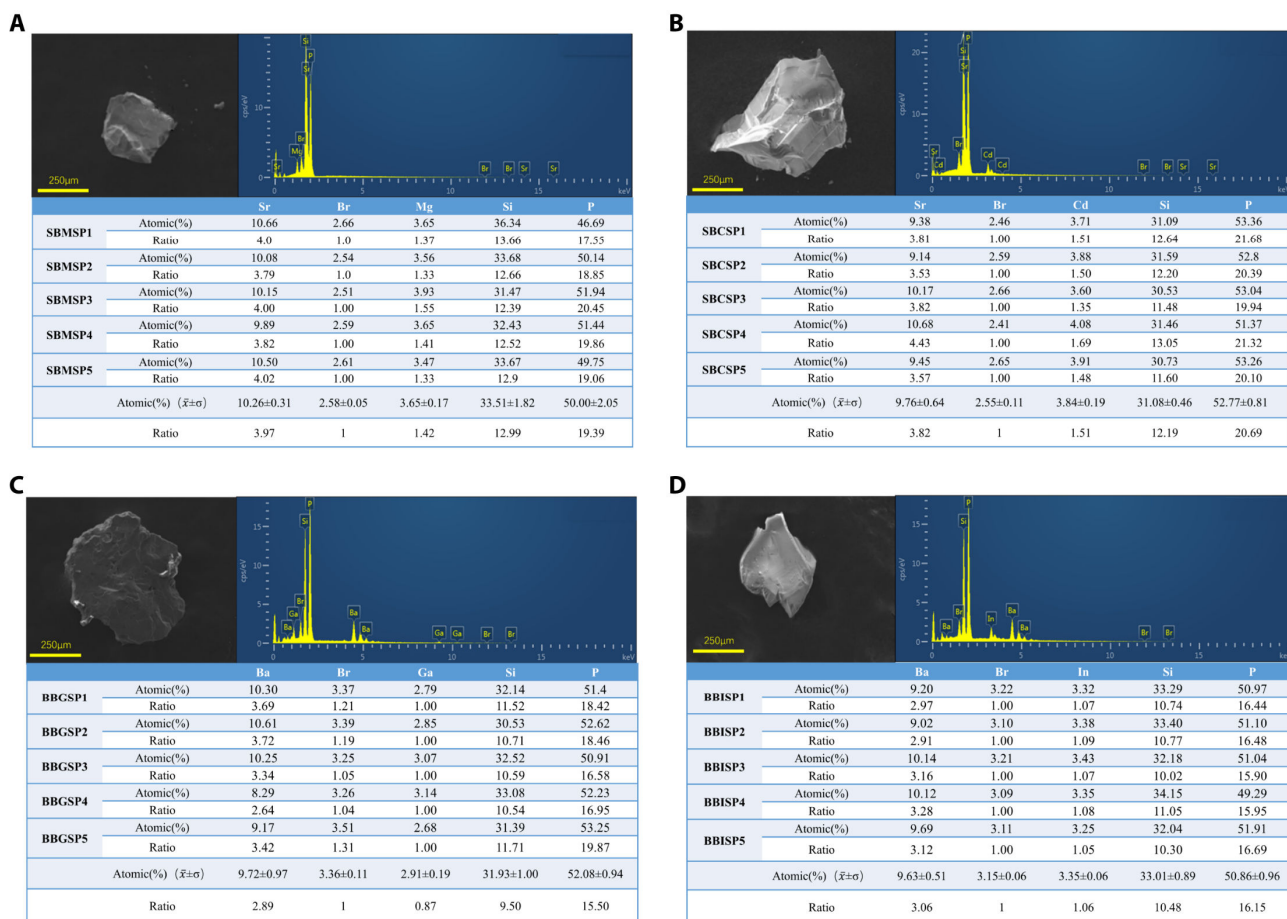 A
Si
P
Sr
10
cps/eV
Br
Mg
Sr
Br Br Sr Sr
0
0 5 10 15 keV
250μm
Sr Br Mg Si P
SBMSP1 Atomic(%) 10.66 2.66 3.65 36.34 46.69
Ratio 4.0 1.0 1.37 13.66 17.55
SBMSP2 Atomic(%) 10.08 2.54 3.56 33.68 50.14
Ratio 3.79 1.0 1.33 12.66 18.85
SBMSP3 Atomic(%) 10.15 2.51 3.93 31.47 51.94
Ratio 4.00 1.00 1.55 12.39 20.45
SBMSP4 Atomic(%) 9.89 2.59 3.65 32.43 51.44
Ratio 3.82 1.00 1.41 12.52 19.86
SBMSP5 Atomic(%) 10.50 2.61 3.47 33.67 49.75
Ratio 4.02 1.00 1.33 12.9 19.06
Atomic(%) (x̄±σ) 10.26±0.31 2.58±0.05 3.65±0.17 33.51±1.82 50.00±2.05
Ratio 3.97 1 1.42 12.99 19.39
B
P
Si
Sr
20
cps/eV
10
Sr Br Cd
Cd Cd Br Br Sr Sr
0
0 5 10 15 keV
250μm
Sr Br Cd Si P
SBCSP1 Atomic(%) 9.38 2.46 3.71 31.09 53.36
Ratio 3.81 1.00 1.51 12.64 21.68
SBCSP2 Atomic(%) 9.14 2.59 3.88 31.59 52.8
Ratio 3.53 1.00 1.50 12.20 20.39
SBCSP3 Atomic(%) 10.17 2.66 3.60 30.53 53.04
Ratio 3.82 1.00 1.35 11.48 19.94
SBCSP4 Atomic(%) 10.68 2.41 4.08 31.46 51.37
Ratio 4.43 1.00 1.69 13.05 21.32
SBCSP5 Atomic(%) 9.45 2.65 3.91 30.73 53.26
Ratio 3.57 1.00 1.48 11.60 20.10
Atomic(%) (x̄±σ) 9.76±0.64 2.55±0.11 3.84±0.19 31.08±0.46 52.77±0.81
Ratio 3.82 1 1.51 12.19 20.69
C
P
15
Si
10
cps/eV
5
Br
Ga Ba
Ba Ba Ga Ga Br Br
0
0 5 10 15 keV
250μm
Ba Br Ga Si P
BBGSP1 Atomic(%) 10.30 3.37 2.79 32.14 51.4
Ratio 3.69 1.21 1.00 11.52 18.42
BBGSP2 Atomic(%) 10.61 3.39 2.85 30.53 52.62
Ratio 3.72 1.19 1.00 10.71 18.46
BBGSP3 Atomic(%) 10.25 3.25 3.07 32.52 50.91
Ratio 3.34 1.05 1.00 10.59 16.58
BBGSP4 Atomic(%) 8.29 3.26 3.14 33.08 52.23
Ratio 2.64 1.04 1.00 10.54 16.95
BBGSP5 Atomic(%) 9.17 3.51 2.68 31.39 53.25
Ratio 3.42 1.31 1.00 11.71 19.87
Atomic(%) (x̄±σ) 9.72±0.97 3.36±0.11 2.91±0.19 31.93±1.00 52.08±0.94
Ratio 2.89 1 0.87 9.50 15.50
D
P
15
Si
10
cps/eV
5
Br Ba
Ba In Ba Br Br
0
0 5 10 15 keV
250μm
Ba Br In Si P
BBISP1 Atomic(%) 9.20 3.22 3.32 33.29 50.97
Ratio 2.97 1.00 1.07 10.74 16.44
BBISP2 Atomic(%) 9.02 3.10 3.38 33.40 51.10
Ratio 2.91 1.00 1.09 10.77 16.48
BBISP3 Atomic(%) 10.14 3.21 3.43 32.18 51.04
Ratio 3.16 1.00 1.07 10.02 15.90
BBISP4 Atomic(%) 10.12 3.09 3.35 34.15 49.29
Ratio 3.28 1.00 1.08 11.05 15.95
BBISP5 Atomic(%) 9.69 3.11 3.25 32.04 51.91
Ratio 3.12 1.00 1.05 10.30 16.69
Atomic(%) (x̄±σ) 9.63±0.51 3.15±0.06 3.35±0.06 33.01±0.89 50.86±0.96
Ratio 3.06 1 1.06 10.48 16.15